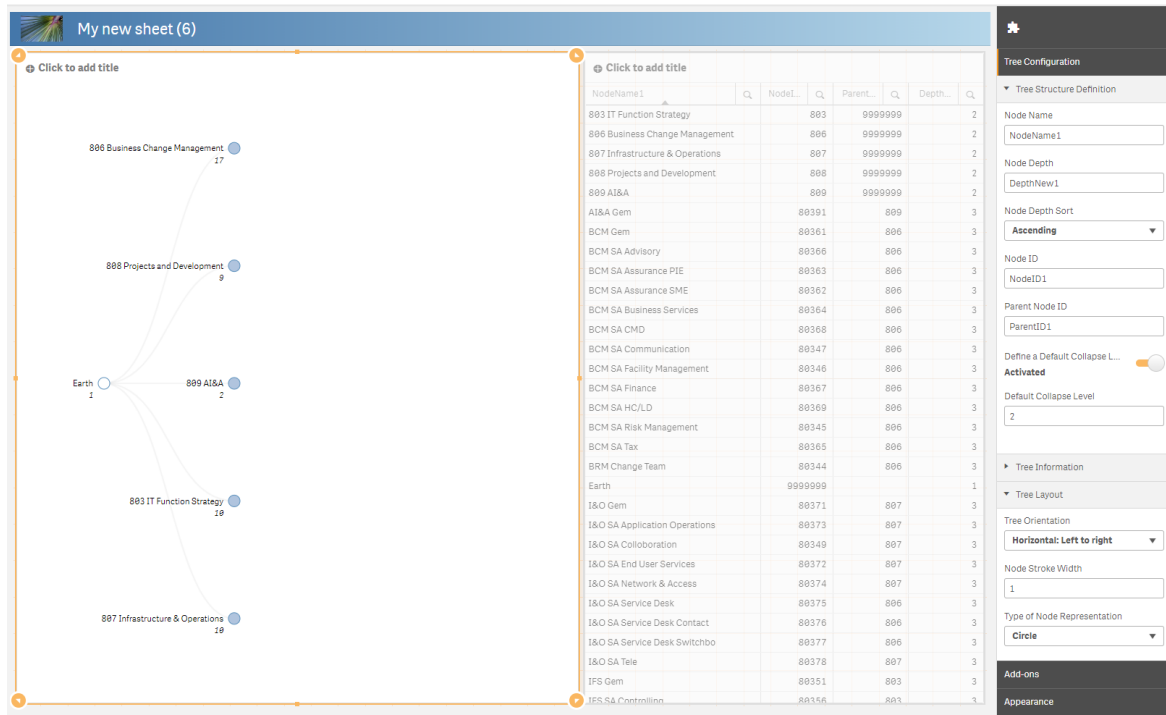 My new sheet (6)
Click to add title
806 Business Change Management
17
808 Projects and Development
9
Earth
1
809 AI&A
2
803 IT Function Strategy
10
807 Infrastructure & Operations
10
Click to add title
NodeName1 NodeI... Parent... Depth...
803 IT Function Strategy 803 9999999 2
806 Business Change Management 806 9999999 2
807 Infrastructure & Operations 807 9999999 2
808 Projects and Development 808 9999999 2
809 AI&A 809 9999999 2
AI&A Gem 80391 809 3
BCM Gem 80361 806 3
BCM SA Advisory 80366 806 3
BCM SA Assurance PIE 80363 806 3
BCM SA Assurance SME 80362 806 3
BCM SA Business Services 80364 806 3
BCM SA CMD 80368 806 3
BCM SA Communication 80347 806 3
BCM SA Facility Management 80346 806 3
BCM SA Finance 80367 806 3
BCM SA HC/LD 80369 806 3
BCM SA Risk Management 80345 806 3
BCM SA Tax 80365 806 3
BRM Change Team 80344 806 3
Earth 9999999 1
I&O Gem 80371 807 3
I&O SA Application Operations 80373 807 3
I&O SA Colloboration 80349 807 3
I&O SA End User Services 80372 807 3
I&O SA Network & Access 80374 807 3
I&O SA Service Desk 80375 806 3
I&O SA Service Desk Contact 80376 806 3
I&O SA Service Desk Switchbo 80377 806 3
I&O SA Tele 80378 807 3
IFS Gem 80351 803 3
IFS SA Controlling 80356 803 3
Tree Configuration
Tree Structure Definition
Node Name
NodeName1
Node Depth
DepthNew1
Node Depth Sort
Ascending
Node ID
NodeID1
Parent Node ID
ParentID1
Define a Default Collapse L...
Activated
Default Collapse Level
2
Tree Information
Tree Layout
Tree Orientation
Horizontal: Left to right
Node Stroke Width
1
Type of Node Representation
Circle
Add-ons
Appearance